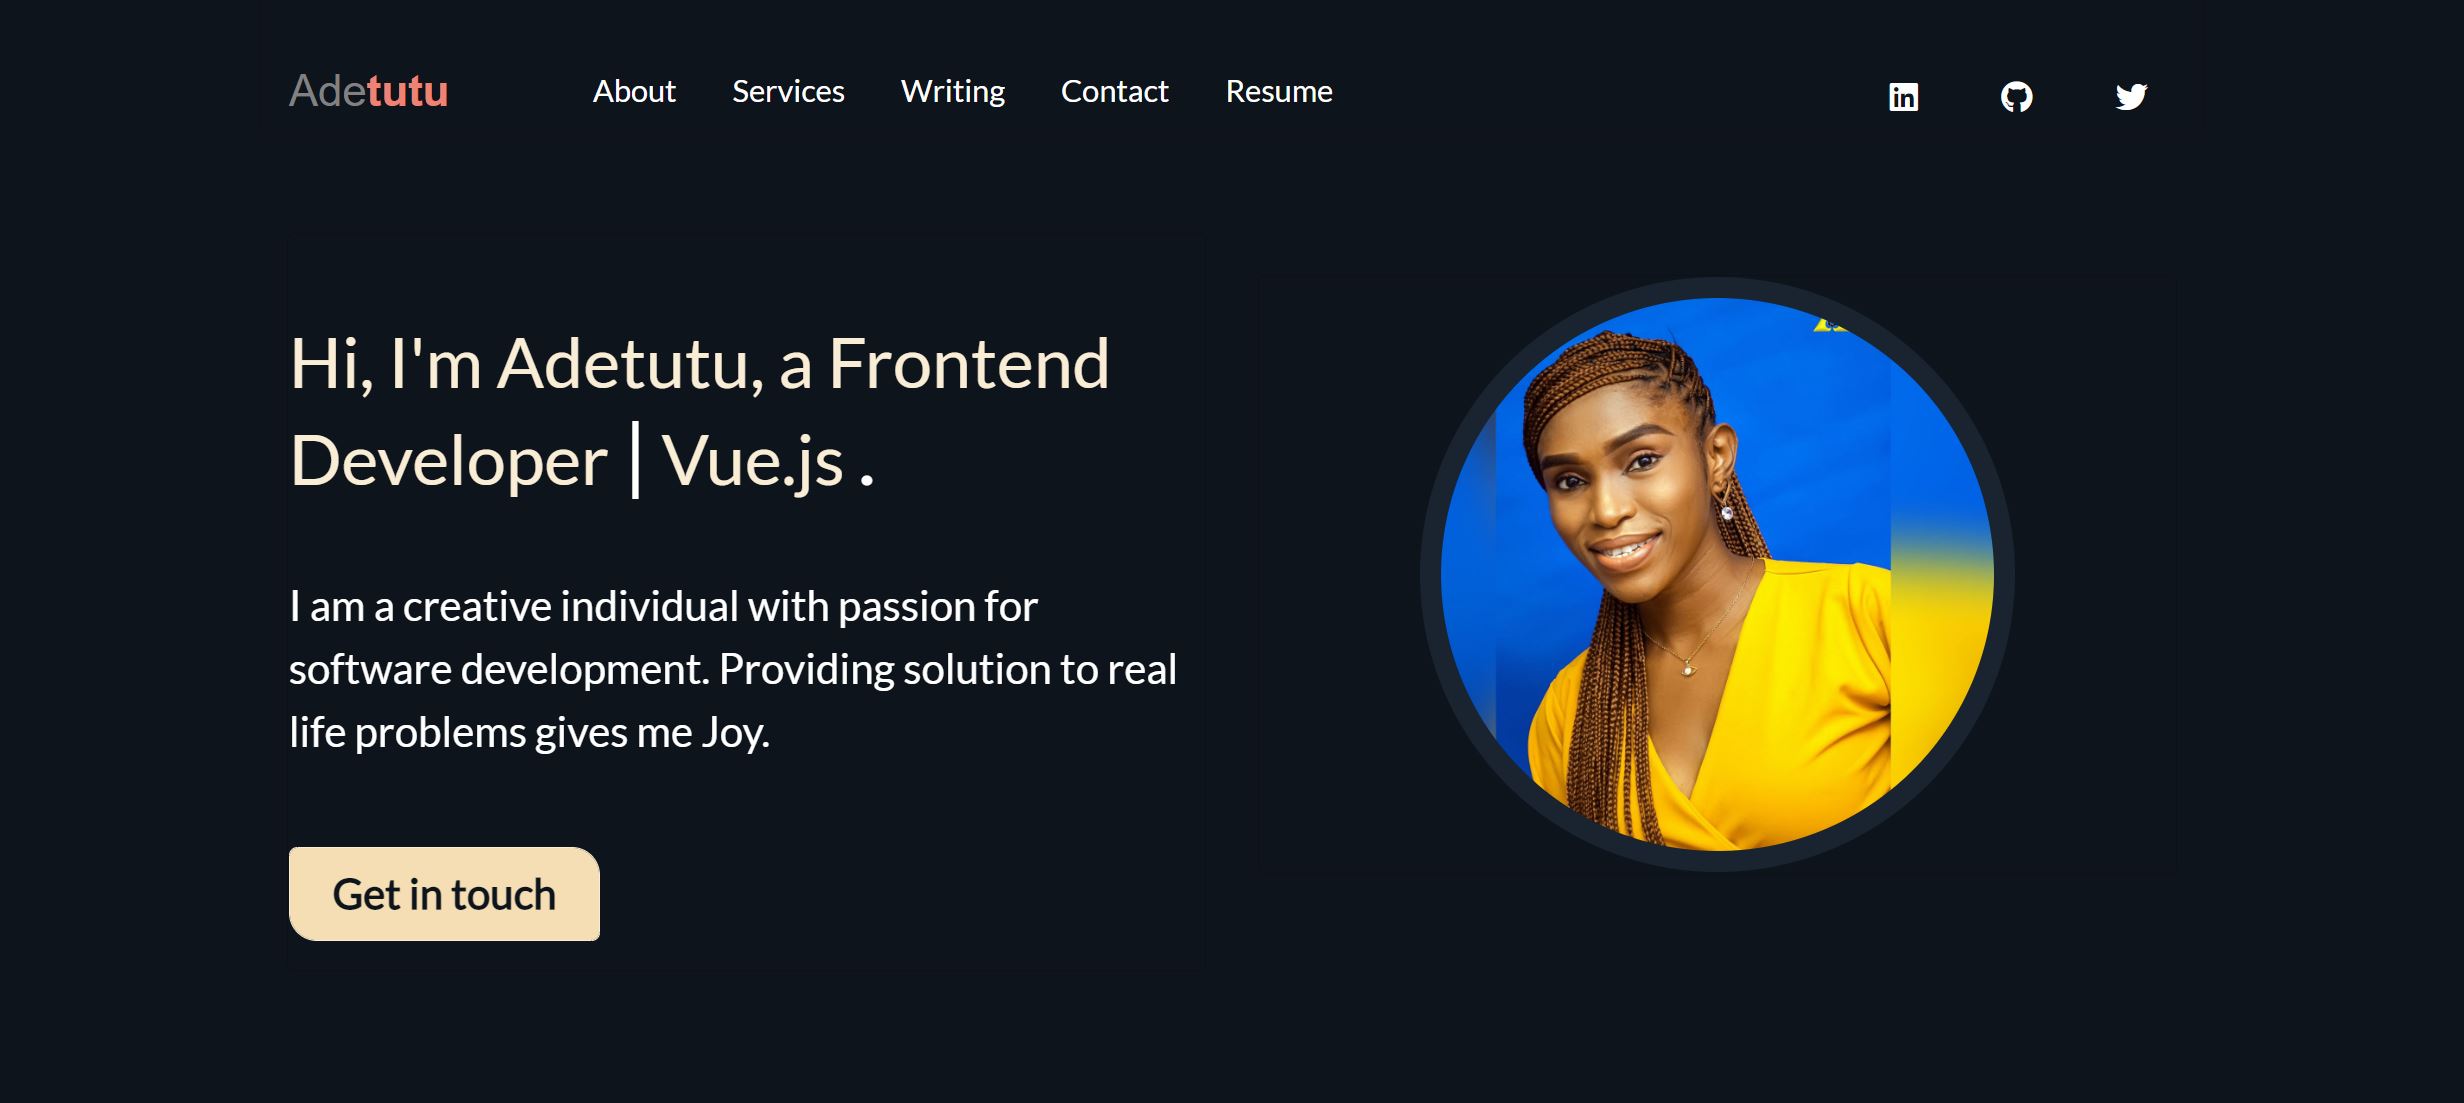 Adetutu
About Services Writing Contact Resume
Hi, I'm Adetutu, a Frontend
Developer | Vue.js .
I am a creative individual with passion for
software development. Providing solution to real
life problems gives me Joy.
Get in touch